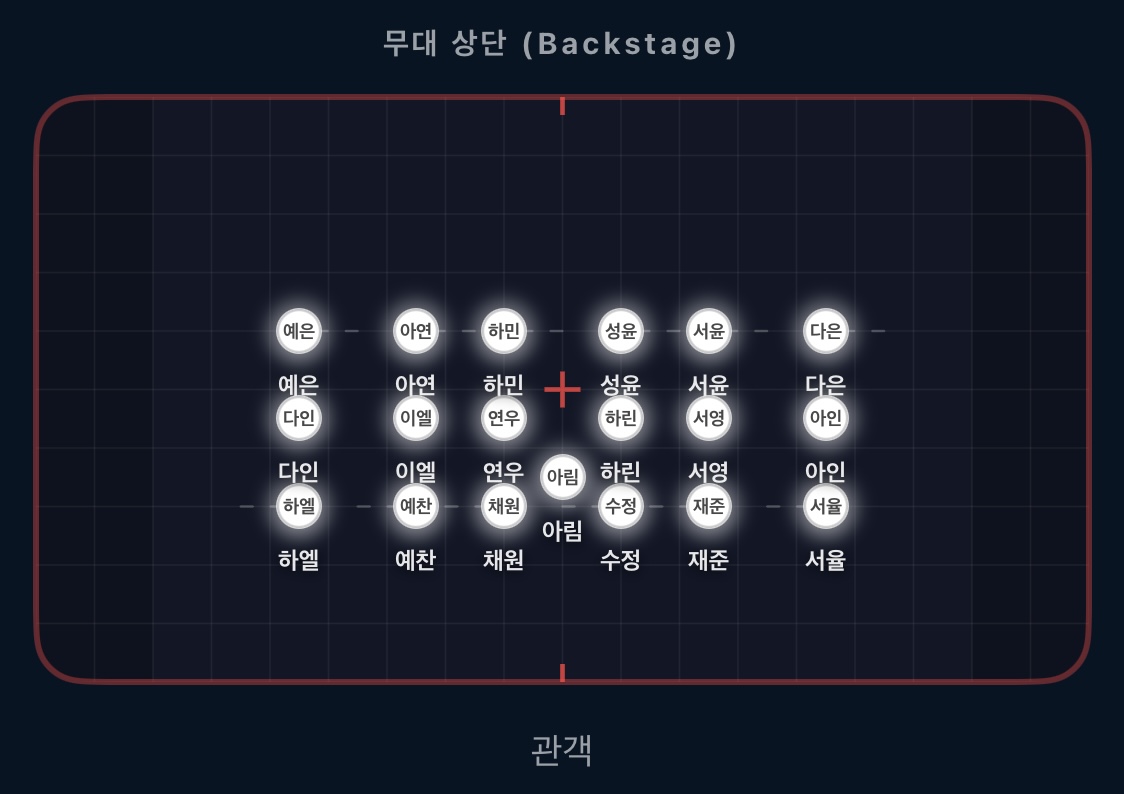 무대 상단 (Backstage)
예은 아연 하민 성윤 서윤 다은
예은 아연 하민 성윤 서윤 다은
다인 이엘 연우 하린 서영 아인
다인 이엘 연우 아림 하린 서영 아인
하엘 예찬 채원 수정 재준 서율
아림
하엘 예찬 채원 수정 재준 서율
관객